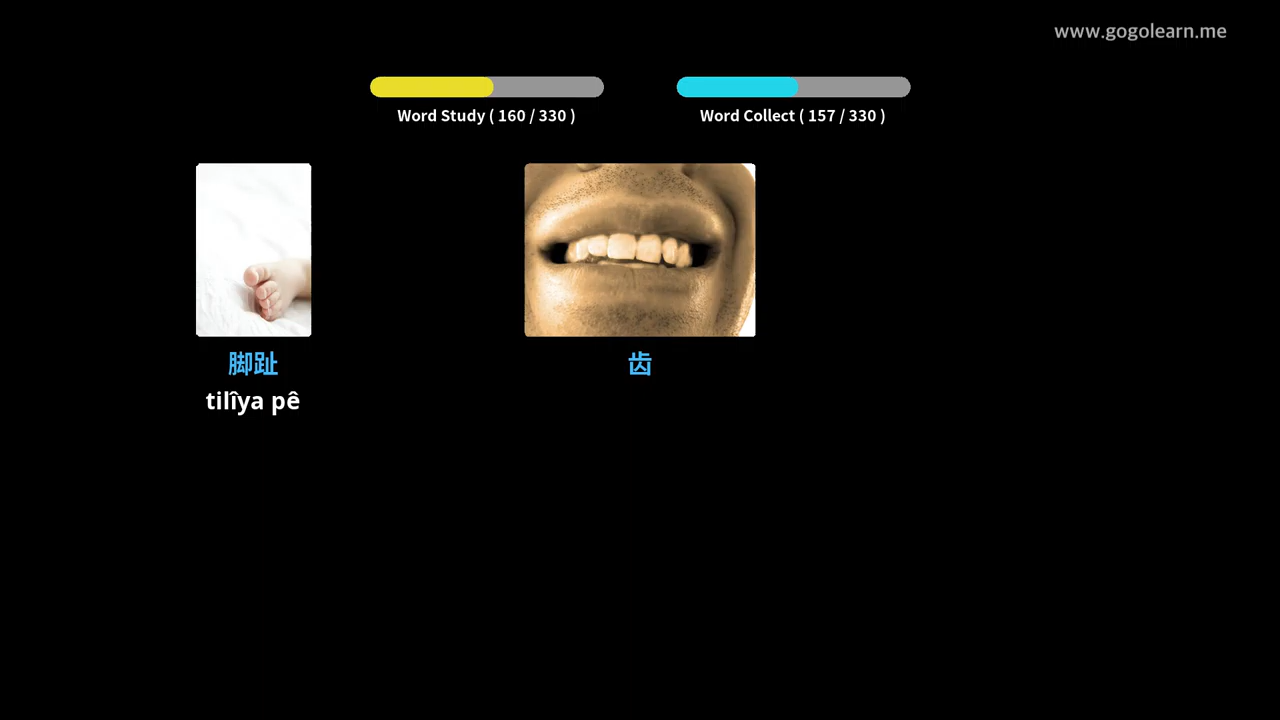 www.gogolearn.me
Word Study ( 160 / 330 )
Word Collect ( 157 / 330 )
脚趾
tilîya pê
齿